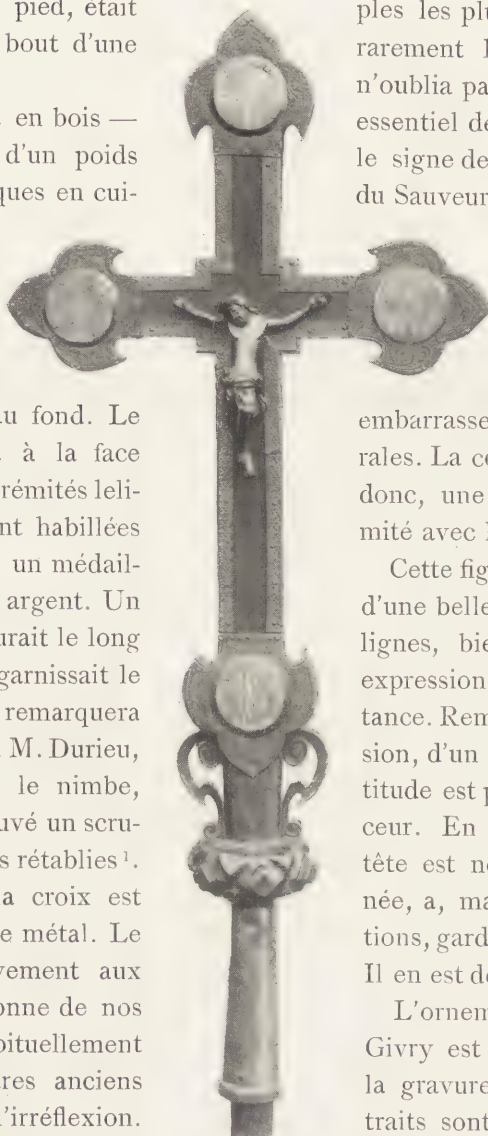 pied, était
bout d'une
en bois —
d'un poids
ques en cui-
au fond. Le
à la face
rémités leli-
nt habillées
un médail-
argent. Un
urait le long
garnissait le
remarquera
M. Durieu,
le nimbe,
uvé un scru-
s rétablies ¹.
a croix est
e métal. Le
vement aux
onne de nos
bituellement
res anciens
l'irréflexion.
ples les plu
rarement
n'oublia pa
essentiel de
le signe de
du Sauveur
embarrasse
rales. La ce
donc, une
mité avec
Cette fig
d'une belle
lignes, bie
expression
tance. Rem
sion, d'un
titude est p
ceur. En
tête est n
née, a, ma
tions, gard
Il en est de
L'ornem
Givry est
la gravure
traits sont